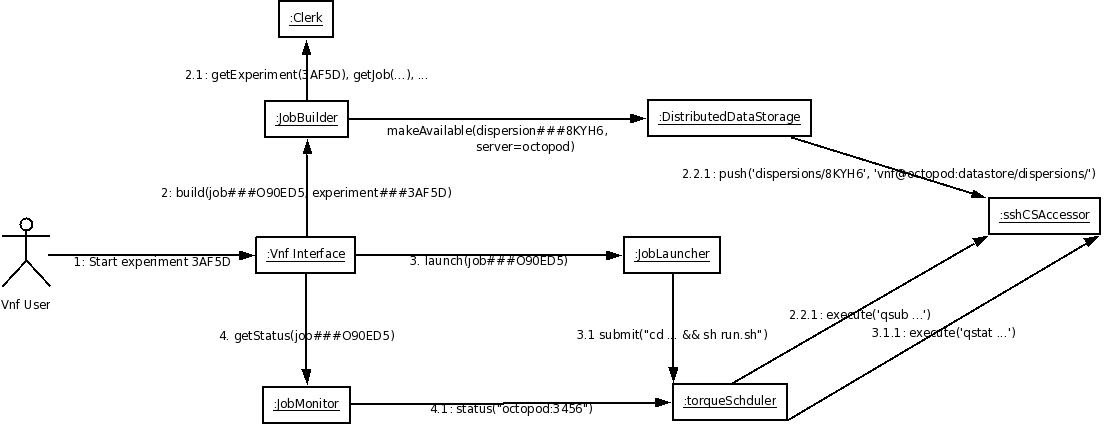 :Clerk
2.1: getExperiment(3AF5D), getJob(...), ...
:JobBuilder
:DistributedDataStorage
makeAvailable(dispersion###8KYH6,
server=octopod)
2.2.1: push('dispersions/8KYH6', 'vnf@octopod:datastore/dispersions/')
2: build(job###O90ED5, experiment###3AF5D)
:sshCSAccessor
1: Start experiment 3AF5D
:Vnf Interface
3. launch(job###O90ED5)
:JobLauncher
Vnf User
2.2.1: execute('qsub ...')
4. getStatus(job###O90ED5)
3.1 submit("cd ... && sh run.sh")
3.1.1: execute('qstat ...')
:JobMonitor
4.1: status("octopod:3456")
:torqueSchduler